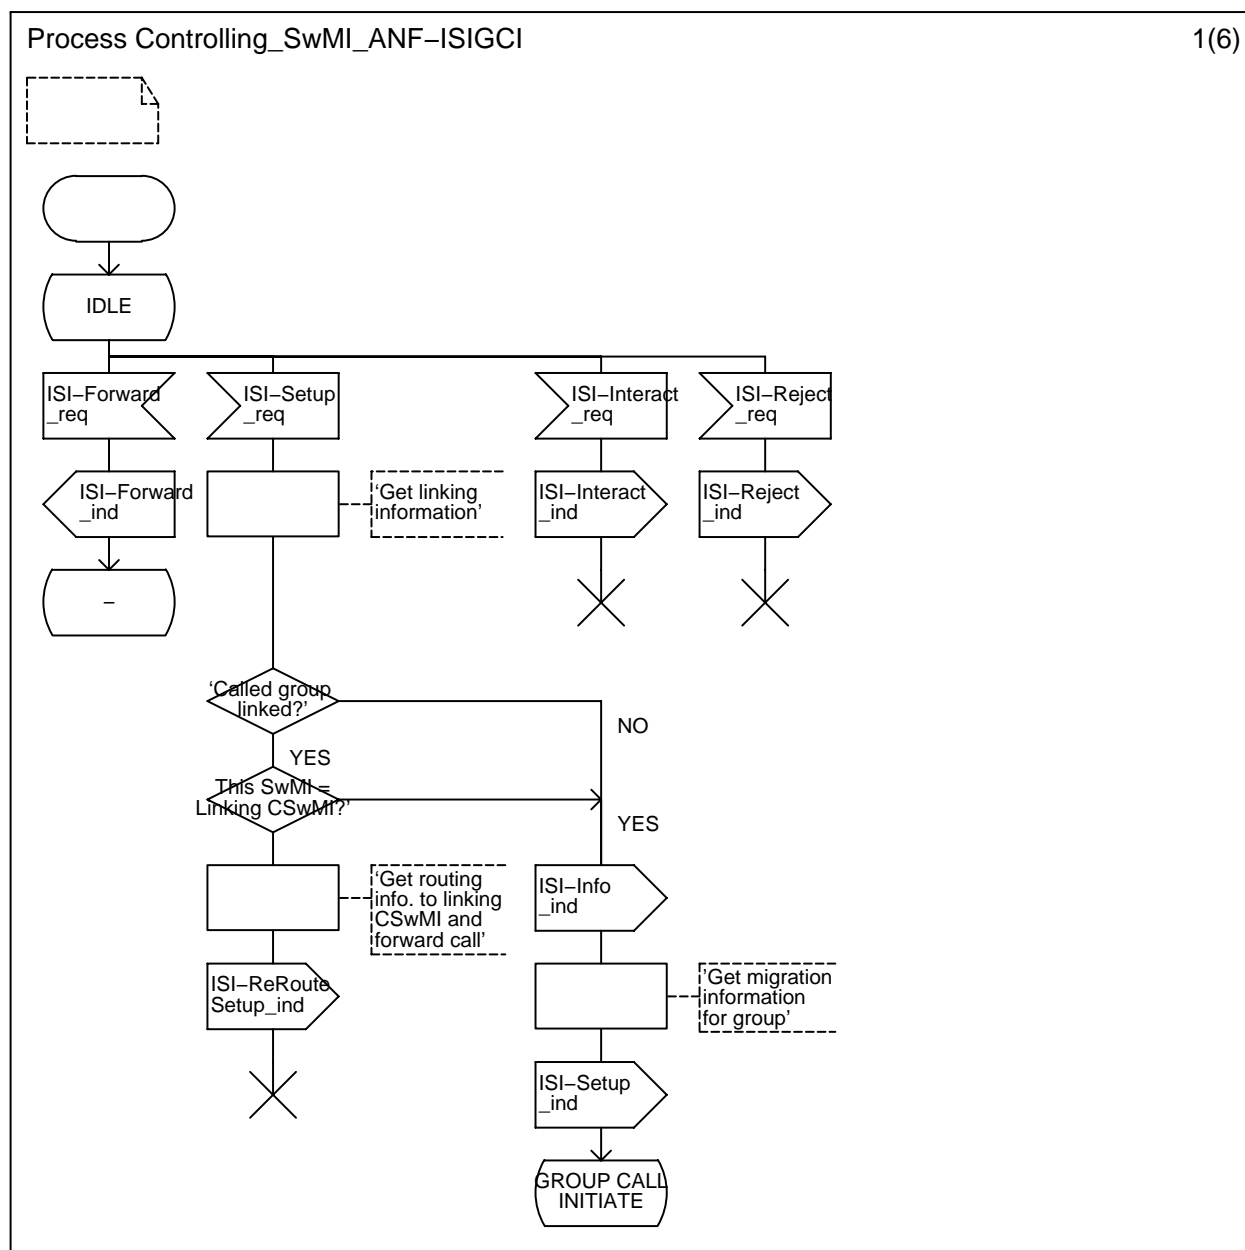 Process Controlling_SwMI_ANF–ISIGCI
1(6)
IDLE
ISI–Forward
_req
ISI–Setup
_req
ISI–Interact
_req
ISI–Reject
_req
ISI–Forward
_ind
‘Get linking
information’
ISI–Interact
_ind
ISI–Reject
_ind
–
‘Called group
linked?’
NO
YES
This SwMI =
Linking CSwMI?’
YES
‘Get routing
info. to linking
CSwMI and
forward call’
ISI–Info
_ind
ISI–ReRoute
Setup_ind
’Get migration
information
for group’
ISI–Setup
_ind
GROUP CALL
INITIATE